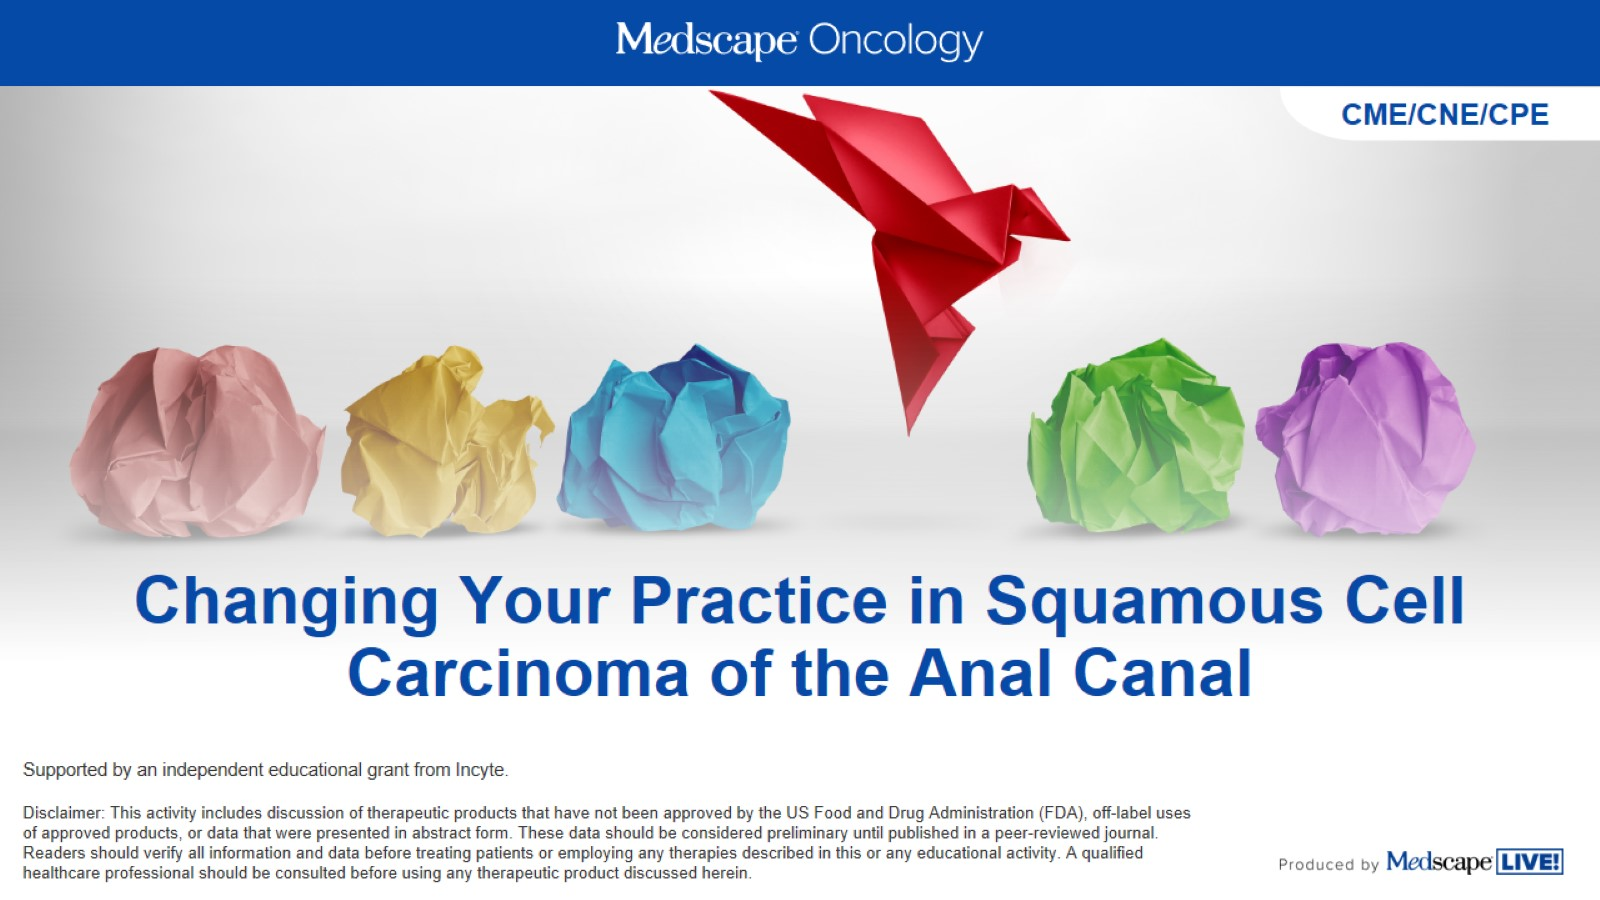 Medscape Oncology
CME/CNE/CPE
Changing Your Practice in Squamous Cell
Carcinoma of the Anal Canal
Supported by an independent educational grant from Incyte.
Disclaimer: This activity includes discussion of therapeutic products that have not been approved by the US Food and Drug Administration (FDA), off-label uses
of approved products, or data that were presented in abstract form. These data should be considered preliminary until published in a peer-reviewed journal.
Readers should verify all information and data before treating patients or employing any therapies described in this or any educational activity. A qualified
healthcare professional should be consulted before using any therapeutic product discussed herein.
Produced by Medscape LIVE!